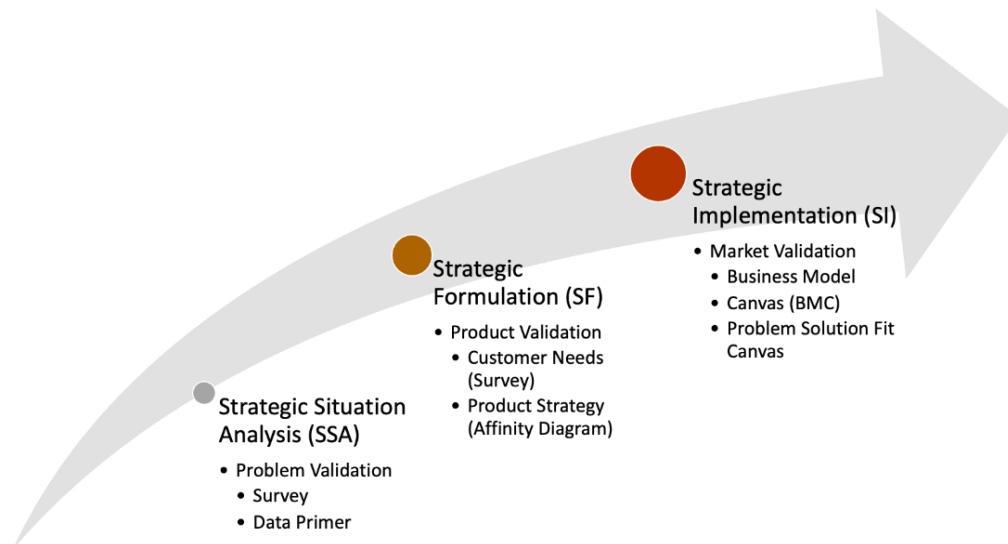 Strategic Situation
Analysis (SSA)
• Problem Validation
• Survey
• Data Primer
Strategic
Formulation (SF)
• Product Validation
• Customer Needs
(Survey)
• Product Strategy
(Affinity Diagram)
Strategic
Implementation (SI)
• Market Validation
• Business Model
• Canvas (BMC)
• Problem Solution Fit
Canvas